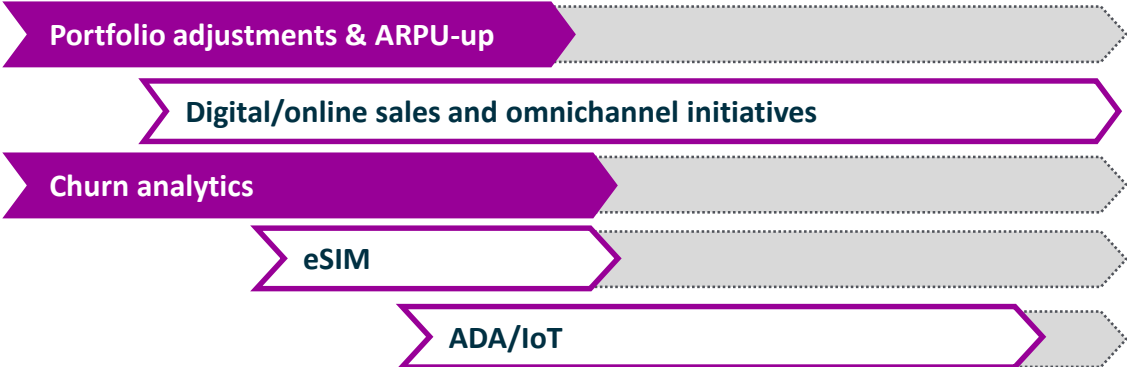 Portfolio adjustments & ARPU-up
Digital/online sales and omnichannel initiatives
Churn analytics
eSIM
ADA/IoT